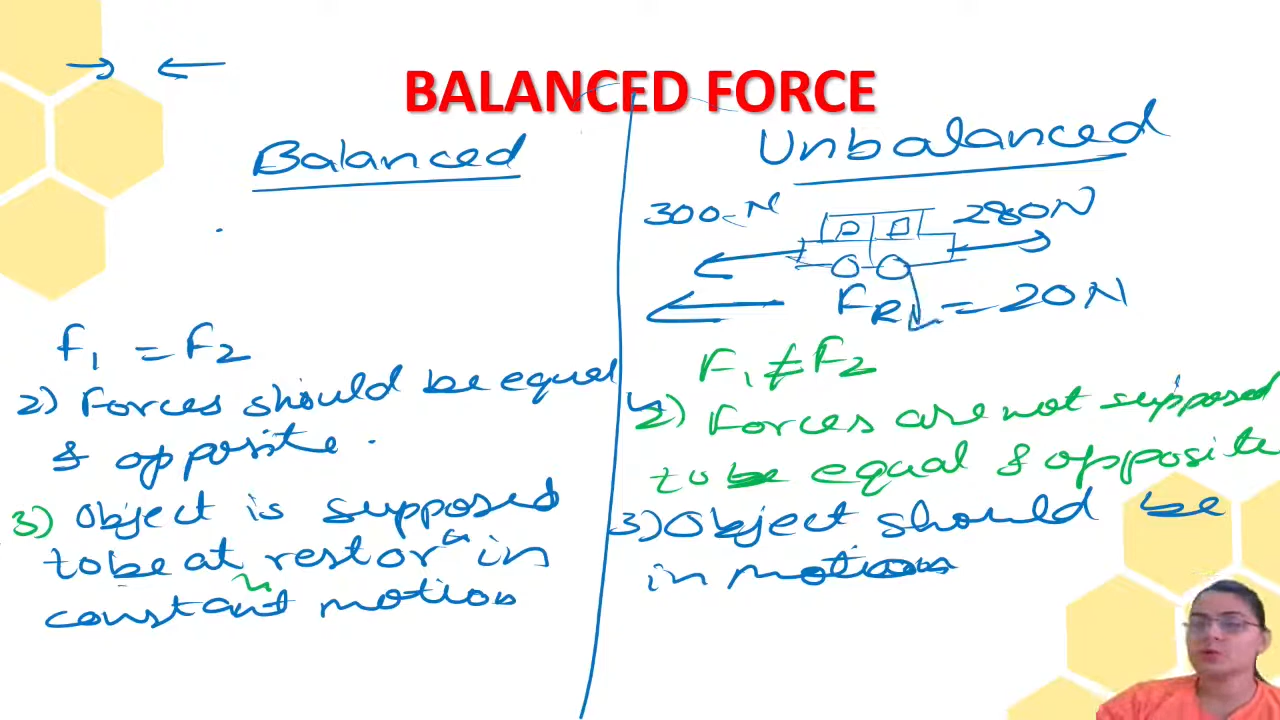 BALANCED FORCE
Balanced
F₁ = F₂
2) Forces should be equal
& opposite.
3) Object is supposed
to be at rest or in
constant motion
Unbalanced
300 N 280N
FR = 20N
F₁ ≠ F₂
2) Forces are not supposed
to be equal & opposite
3) Object should be
in motion